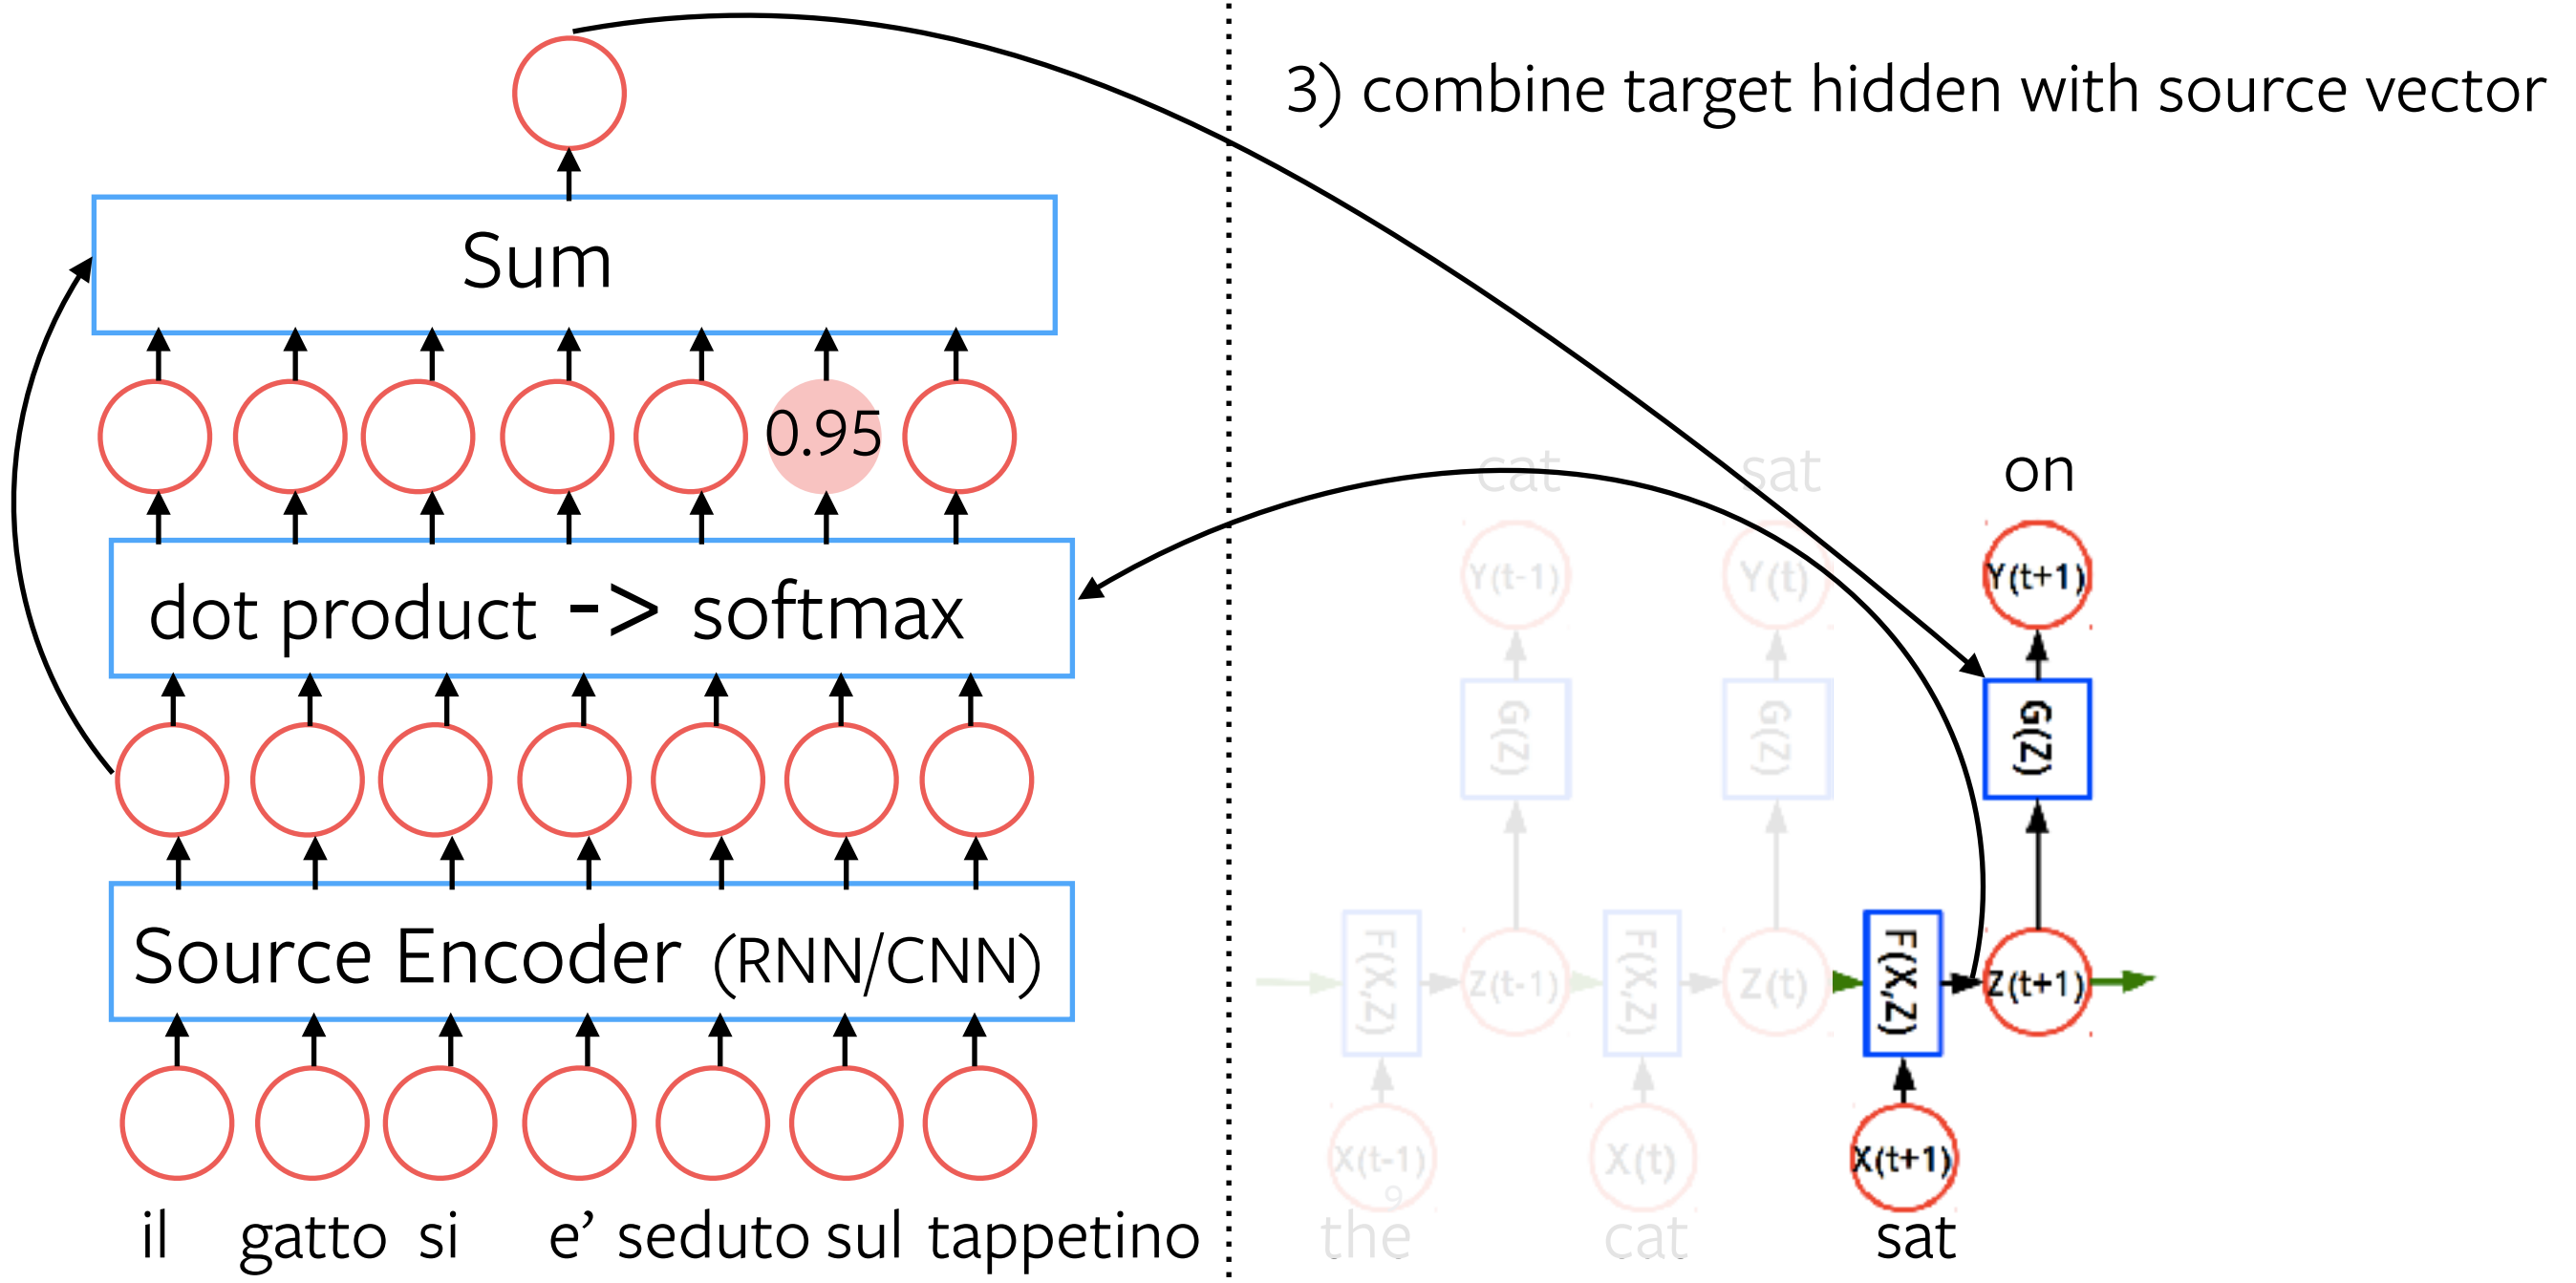 3) combine target hidden with source vector
Sum
0.95
dot product -> softmax
Source Encoder (RNN/CNN)
il gatto si e’ seduto sul tappetino
cat sat on
Y(t-1) Y(t) Y(t+1)
G(Z) G(Z) G(Z)
F(X,Z) Z(t-1) F(X,Z) Z(t) F(X,Z) Z(t+1)
X(t-1) X(t) X(t+1)
9
the cat sat